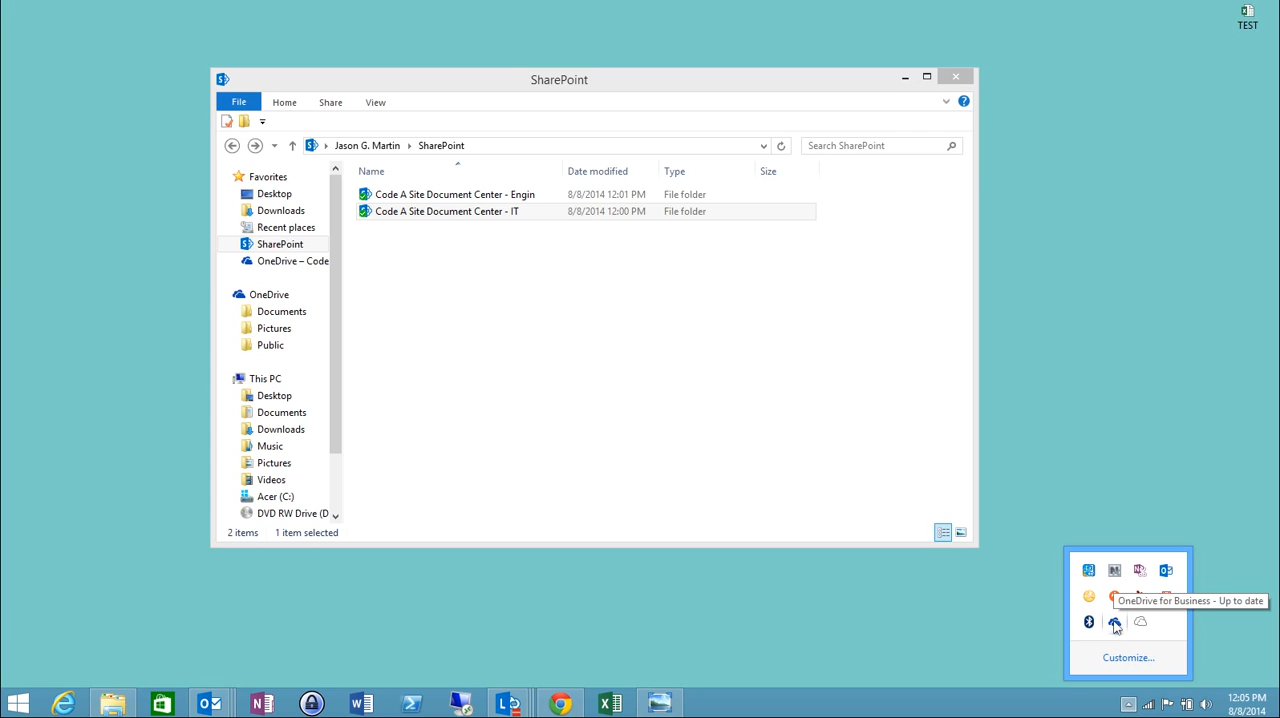 TEST
SharePoint
File
Home
Share
View
Jason G. Martin
SharePoint
Search SharePoint
Name
Date modified
Type
Size
Code A Site Document Center - Engin
8/8/2014 12:01 PM
File folder
Code A Site Document Center - IT
8/8/2014 12:00 PM
File folder
Favorites
Desktop
Downloads
Recent places
SharePoint
OneDrive – Code
OneDrive
Documents
Pictures
Public
This PC
Desktop
Documents
Downloads
Music
Pictures
Videos
Acer (C:)
DVD RW Drive (D
2 items
1 item selected
OneDrive for Business - Up to date
Customize...
12:05 PM
8/8/2014